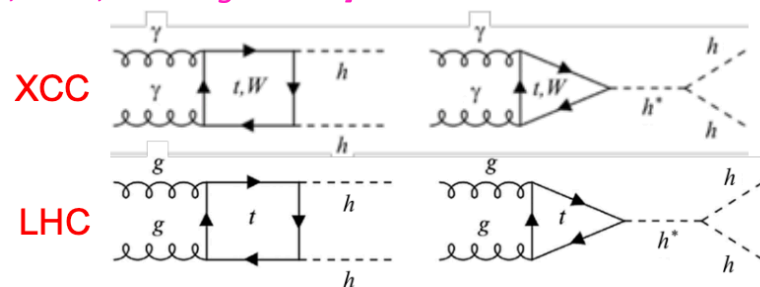 γ γ
h h
XCC γ t,W γ t,W h*
h h
g g h
LHC g t h g t h*
h h